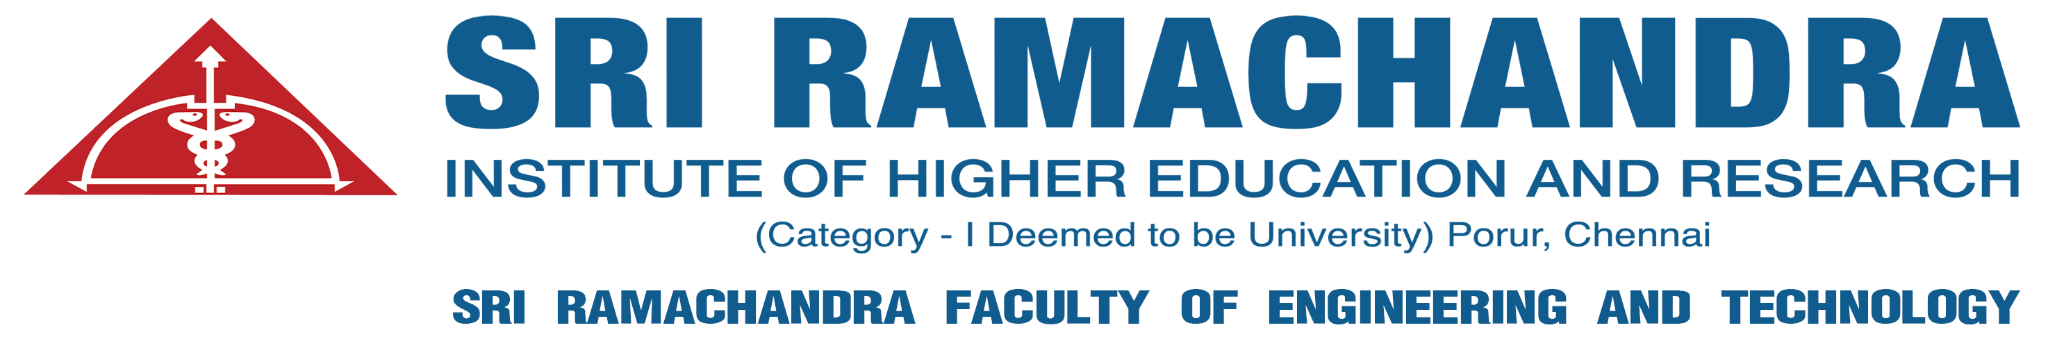 SRI RAMACHANDRA
INSTITUTE OF HIGHER EDUCATION AND RESEARCH
(Category - I Deemed to be University) Porur, Chennai
SRI RAMACHANDRA FACULTY OF ENGINEERING AND TECHNOLOGY